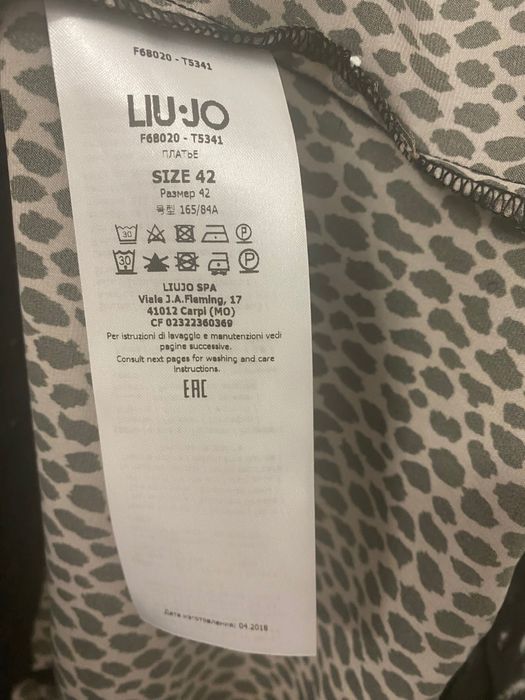 F68020 - T5341
LIU·JO
F68020 - T5341
ПЛАТЬЕ
SIZE 42
Размер 42
号型 165/84A
30 P
30 P
LIUJO SPA
Viale J.A.Fleming, 17
41012 Carpi (MO)
CF 02322360369
Per istruzioni di lavaggio e manutenzioni vedi
pagine successive.
Consult next pages for washing and care
instructions.
EAC
Дата изготовления: 04.2018